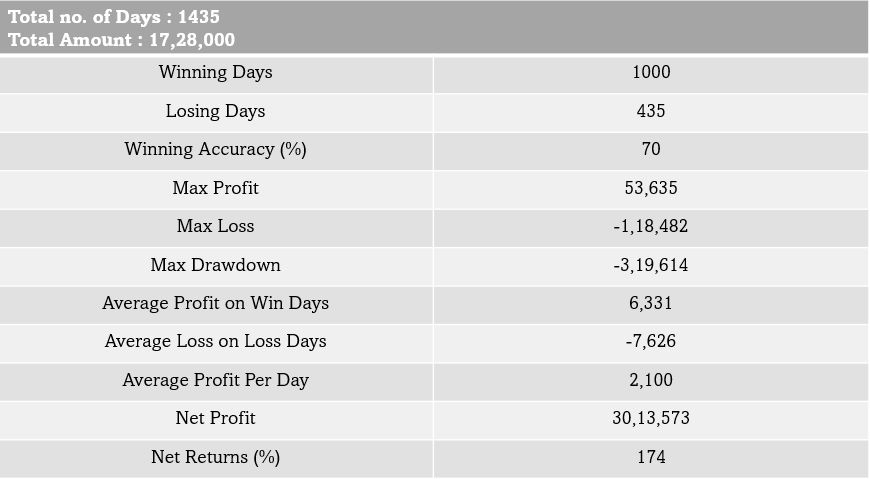 Total no. of Days : 1435
Total Amount : 17,28,000
Winning Days 1000
Losing Days 435
Winning Accuracy (%) 70
Max Profit 53,635
Max Loss -1,18,482
Max Drawdown -3,19,614
Average Profit on Win Days 6,331
Average Loss on Loss Days -7,626
Average Profit Per Day 2,100
Net Profit 30,13,573
Net Returns (%) 174